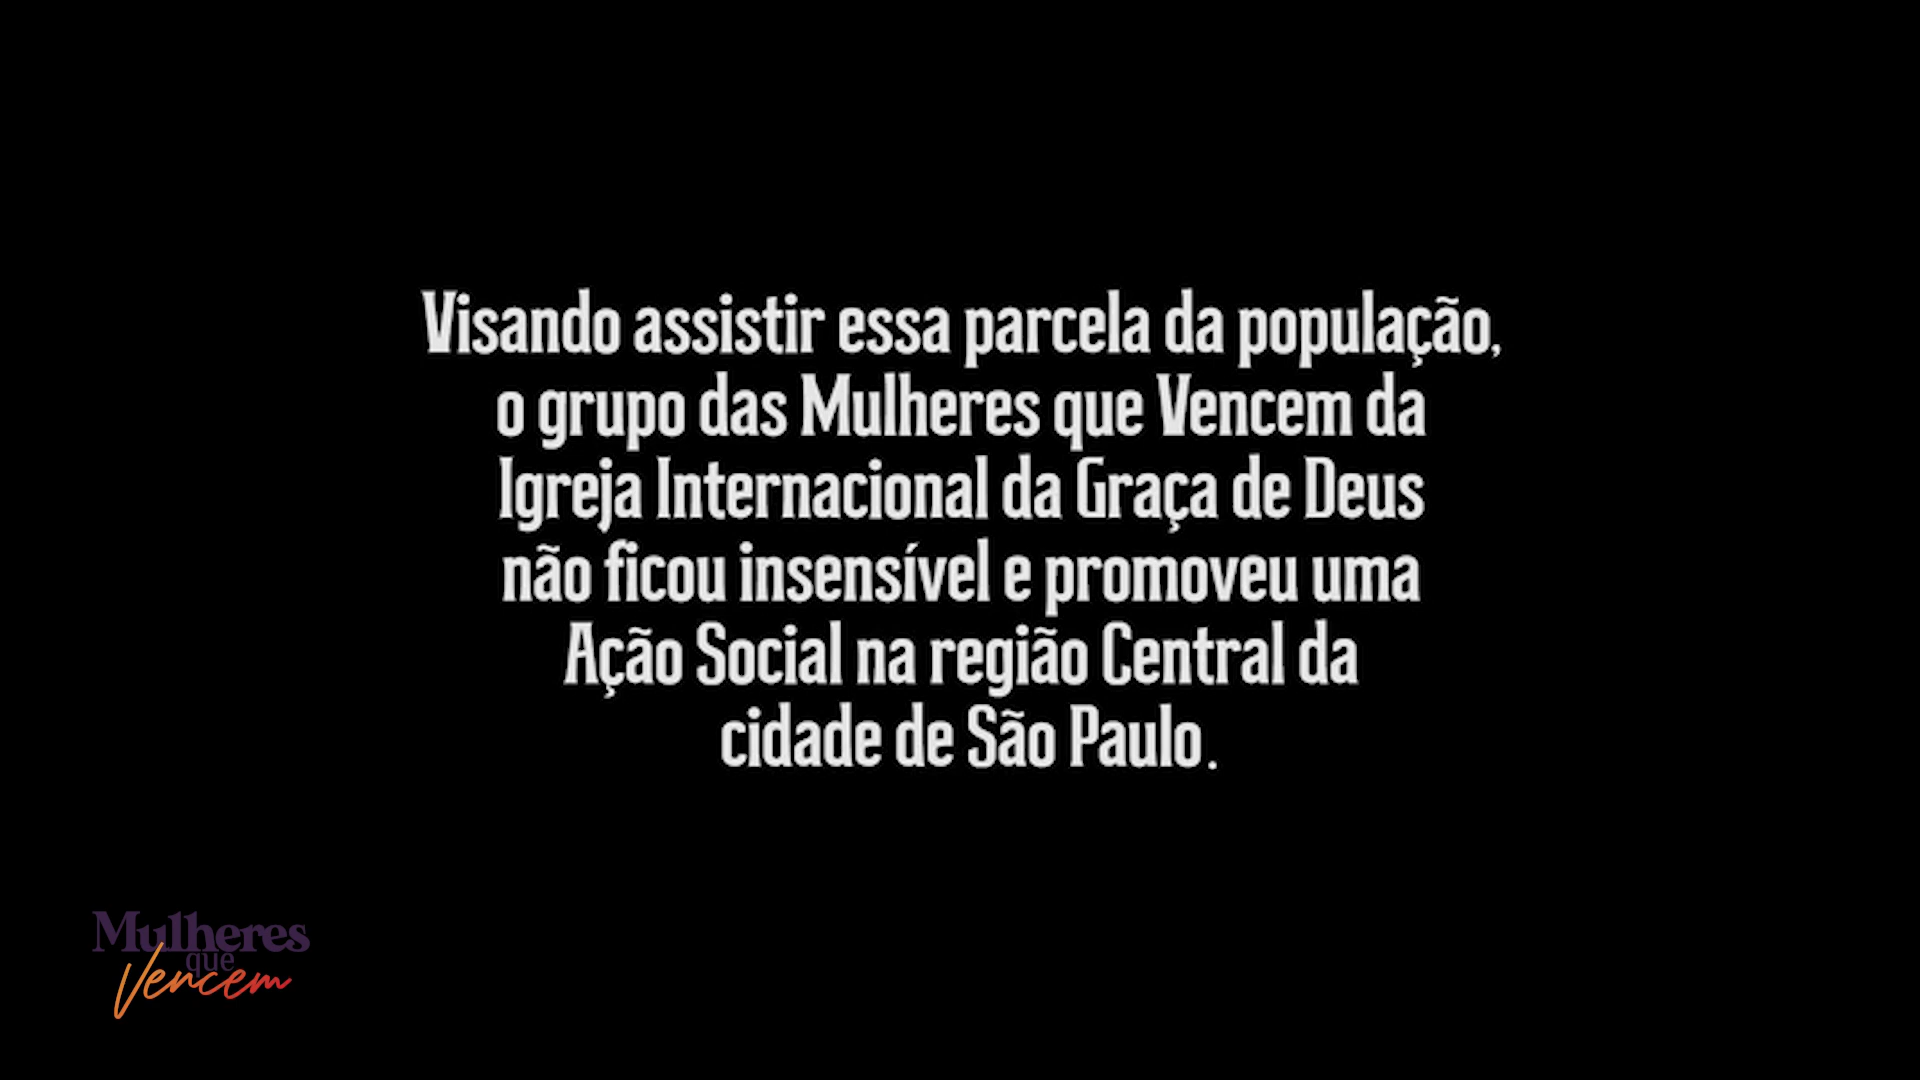 Visando assistir essa parcela da população,
o grupo das Mulheres que Vencem da
Igreja Internacional da Graça de Deus
não ficou insensível e promoveu uma
Ação Social na região Central da
cidade de São Paulo.
Mulheres
que
Vencem